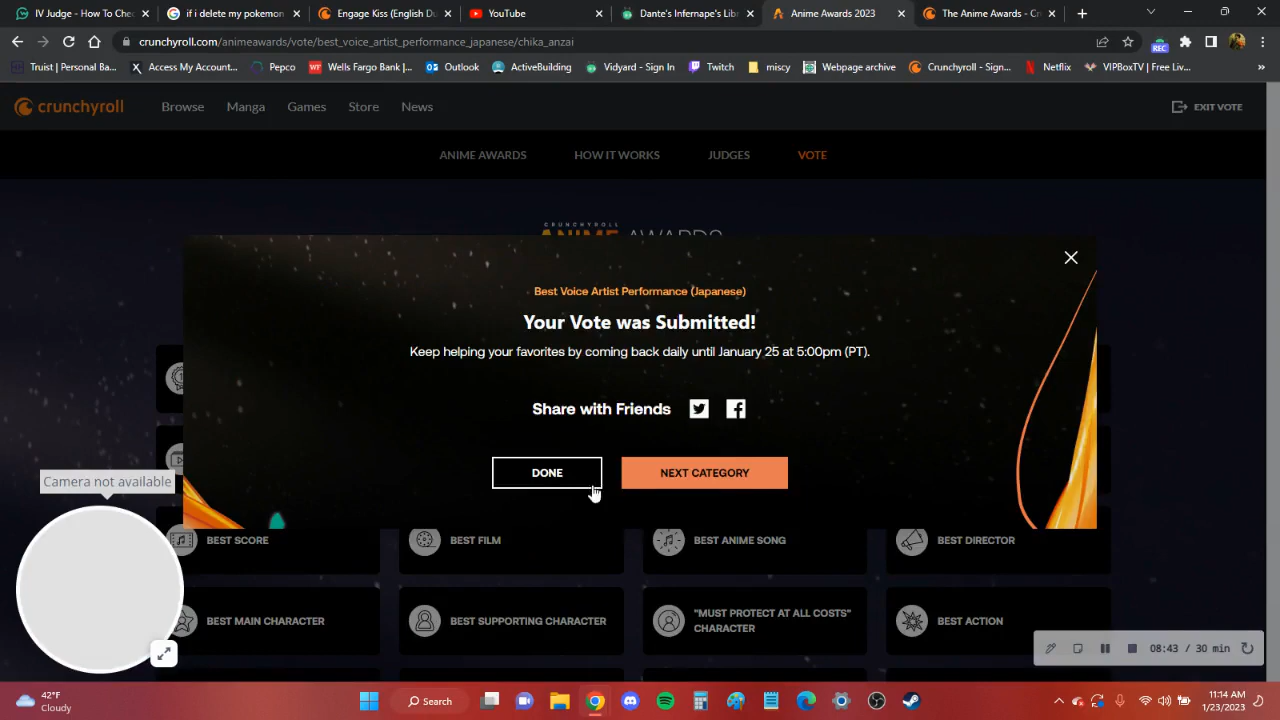 IV Judge - How To Che
if i delete my pokemon
Engage Kiss (English Du
YouTube
Dante's Infernape's Lib
Anime Awards 2023
The Anime Awards - Cr
crunchyroll.com/animeawards/vote/best_voice_artist_performance_japanese/chika_anzai
REC
Truist | Personal Ba...
Access My Account...
Pepco
WF
Wells Fargo Bank |...
Outlook
ActiveBuilding
Vidyard - Sign In
Twitch
miscy
Webpage archive
Crunchyroll - Sign...
Netflix
VIPBoxTV | Free Liv...
»
crunchyroll
Browse
Manga
Games
Store
News
EXIT VOTE
ANIME AWARDS
HOW IT WORKS
JUDGES
VOTE
CRUNCHYROLL
ANIME AWARDS
Best Voice Artist Performance (Japanese)
Your Vote was Submitted!
Keep helping your favorites by coming back daily until January 25 at 5:00pm (PT).
Share with Friends
DONE
NEXT CATEGORY
Camera not available
BEST SCORE
BEST FILM
BEST ANIME SONG
BEST DIRECTOR
BEST MAIN CHARACTER
BEST SUPPORTING CHARACTER
"MUST PROTECT AT ALL COSTS"
CHARACTER
BEST ACTION
08:43 / 30 min
42°F
Cloudy
Search
11:14 AM
1/23/2023